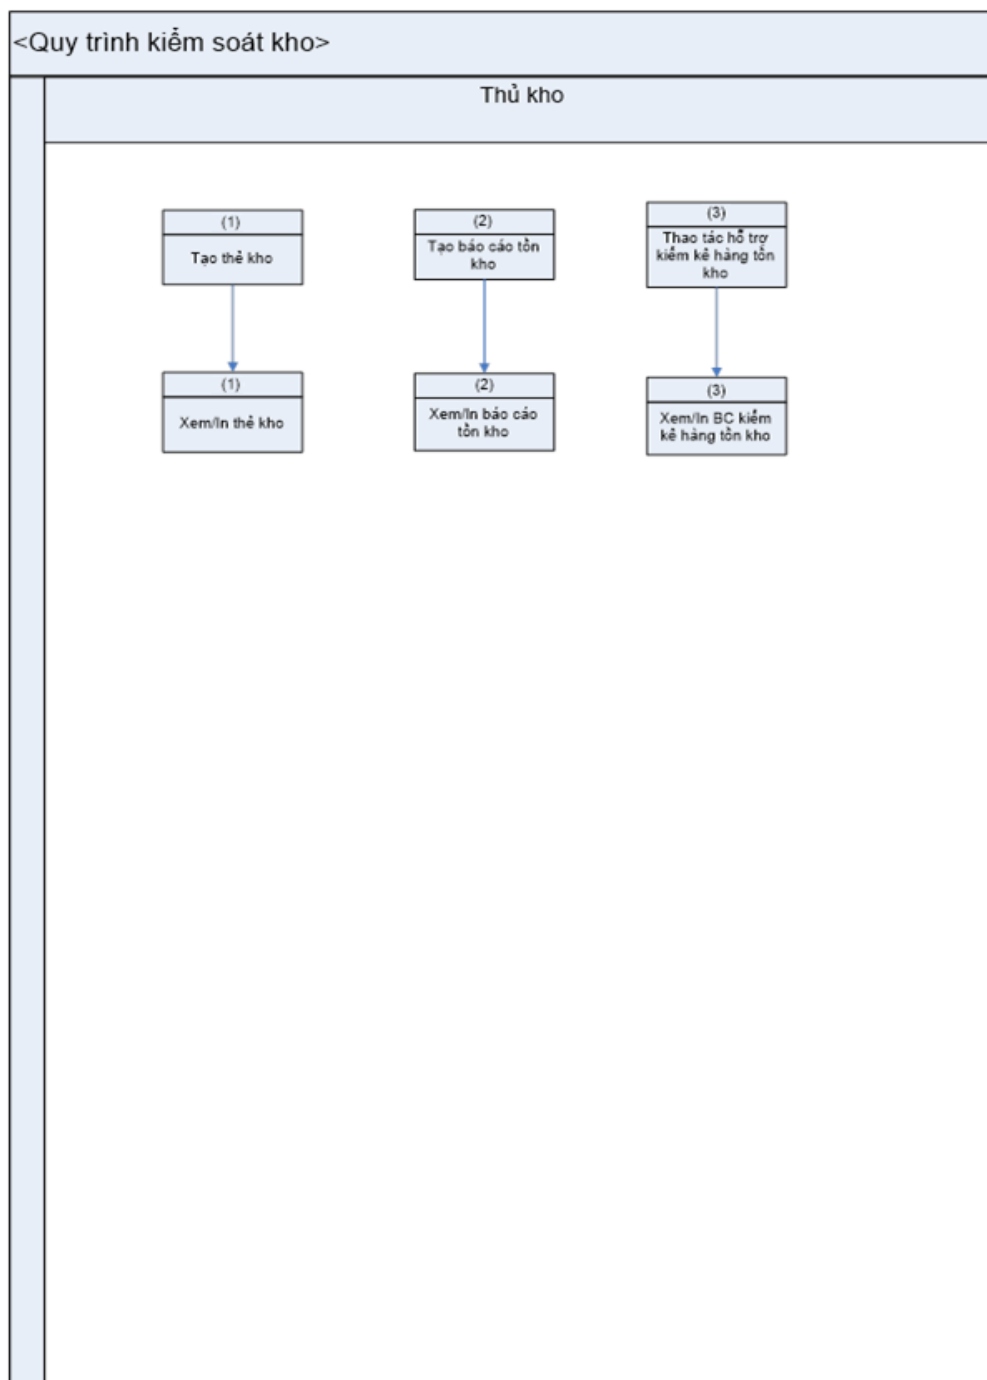 <Quy trình kiểm soát kho>
Thủ kho
(1)
Tạo thẻ kho
(2)
Tạo báo cáo tồn
kho
(3)
Thao tác hỗ trợ
kiểm kê hàng tồn
kho
(1)
Xem/In thẻ kho
(2)
Xem/In báo cáo
tồn kho
(3)
Xem/In BC kiểm
kê hàng tồn kho